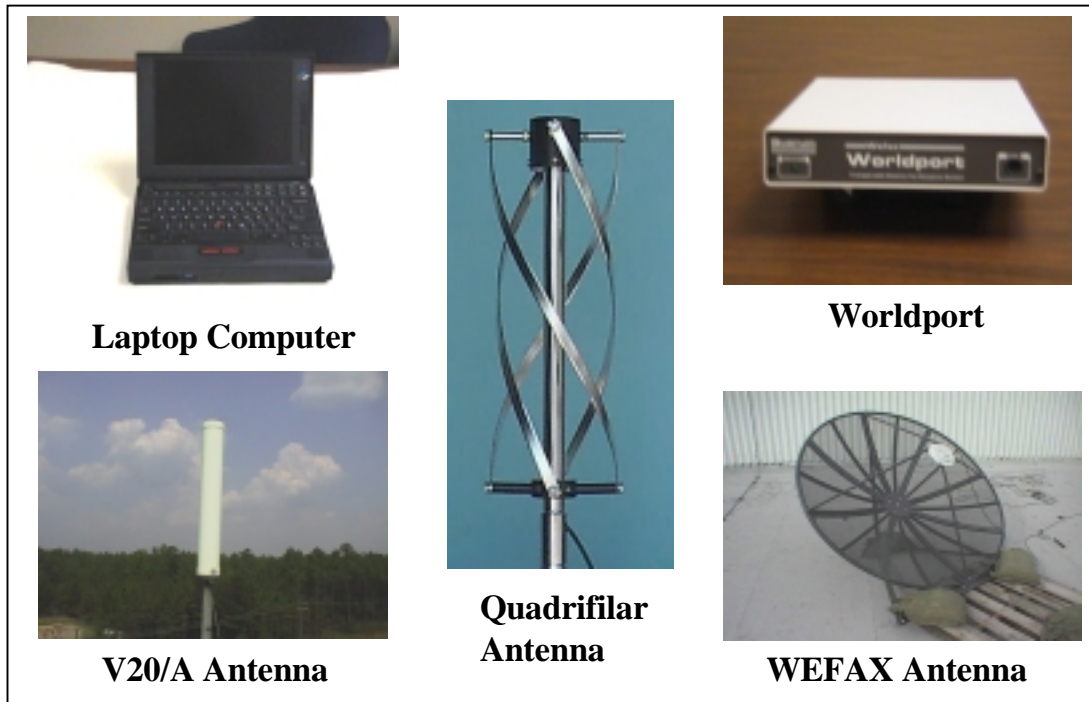 Laptop Computer
Worldport
Worldport
V20/A Antenna
Quadrifilar
Antenna
WEFAX Antenna